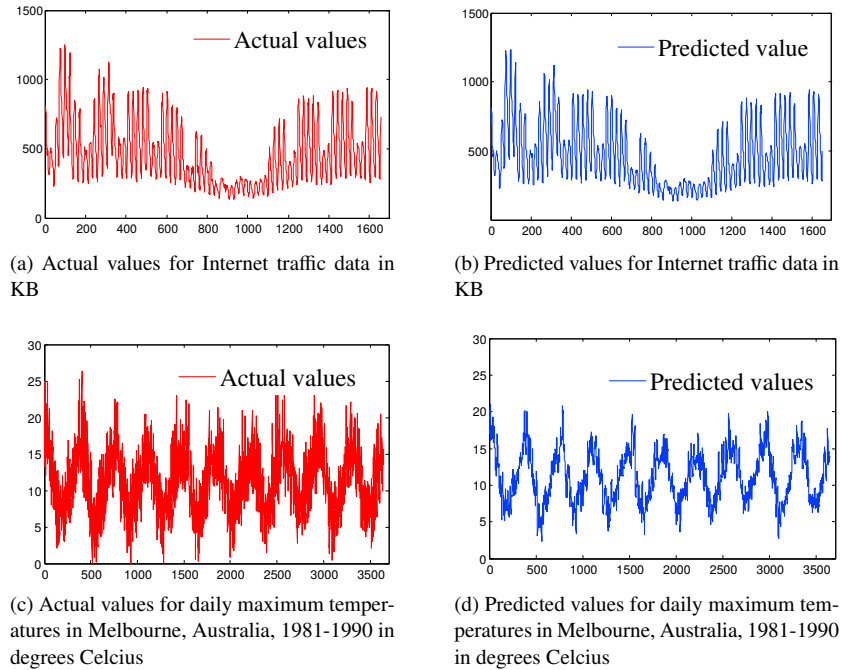 1500
1000
500
0
0 200 400 600 800 1000 1200 1400 1600
Actual values
(a) Actual values for Internet traffic data in
KB
1500
1000
500
0 200 400 600 800 1000 1200 1400 1600
Predicted value
(b) Predicted values for Internet traffic data in
KB
30
25
20
15
10
5
0
0 500 1000 1500 2000 2500 3000 3500
Actual values
(c) Actual values for daily maximum temper-
atures in Melbourne, Australia, 1981-1990 in
degrees Celcius
30
25
20
15
10
5
0
0 500 1000 1500 2000 2500 3000 3500
Predicted values
(d) Predicted values for daily maximum tem-
peratures in Melbourne, Australia, 1981-1990
in degrees Celcius